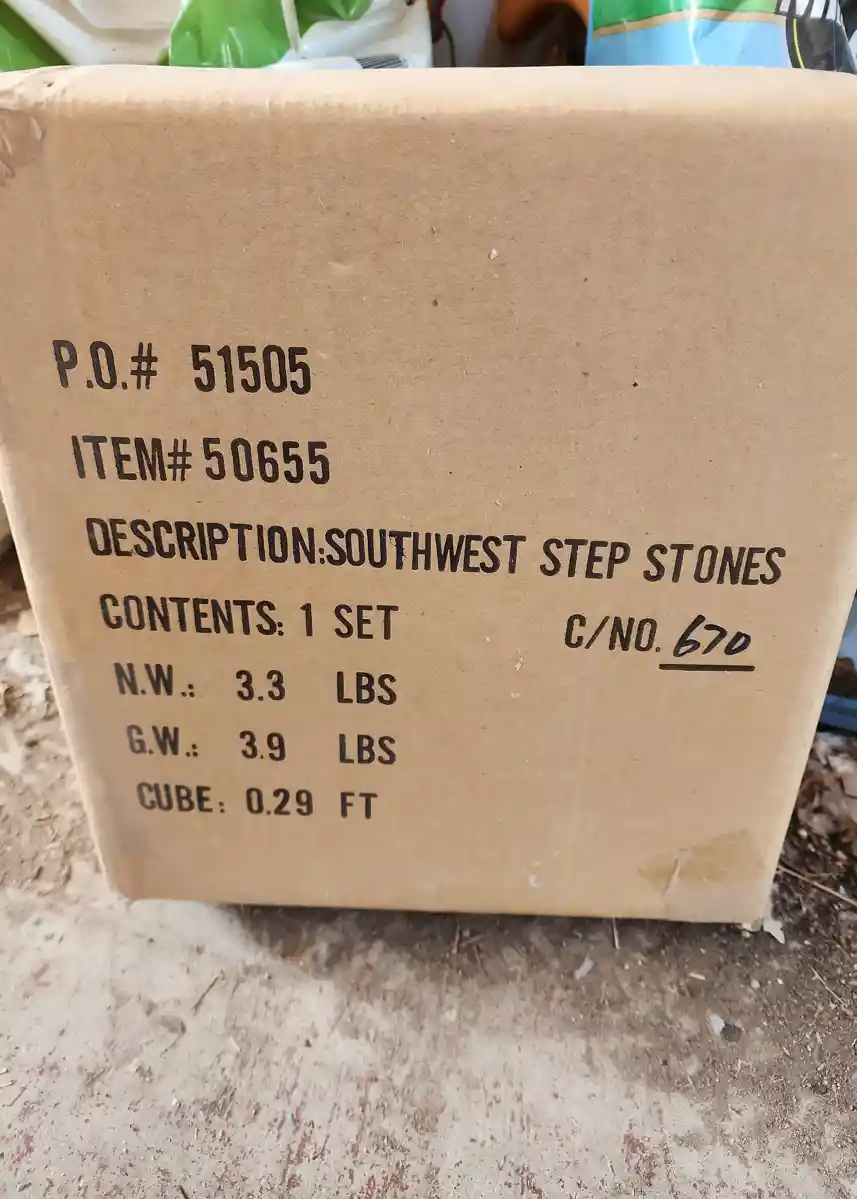 P.O.# 51505
ITEM# 50655
DESCRIPTION:SOUTHWEST STEP STONES
CONTENTS: 1 SET C/NO. 670
N.W.: 3.3 LBS
G.W.: 3.9 LBS
CUBE: 0.29 FT